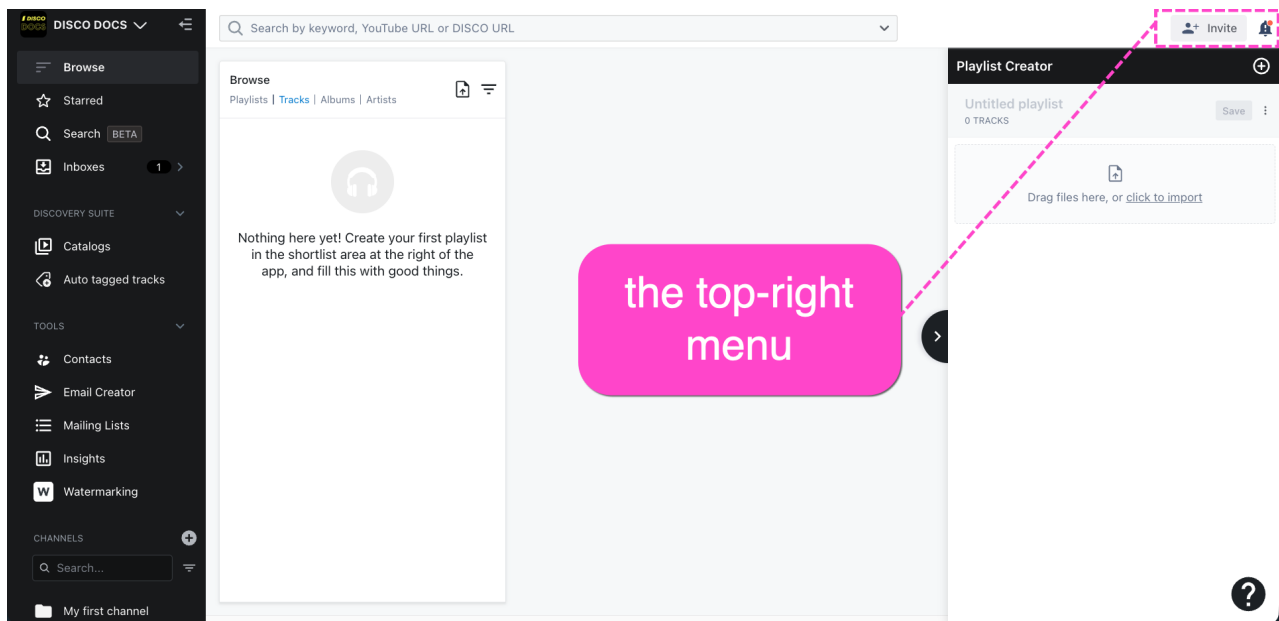 DISCO
DOCS
DISCO DOCS
Browse
Starred
Search BETA
Inboxes 1
DISCOVERY SUITE
Catalogs
Auto tagged tracks
TOOLS
Contacts
Email Creator
Mailing Lists
Insights
W Watermarking
CHANNELS
Search...
My first channel
Search by keyword, YouTube URL or DISCO URL
Invite
Browse
Playlists | Tracks | Albums | Artists
Nothing here yet! Create your first playlist
in the shortlist area at the right of the
app, and fill this with good things.
the top-right
menu
Playlist Creator
Untitled playlist
0 TRACKS
Save
Drag files here, or click to import
?